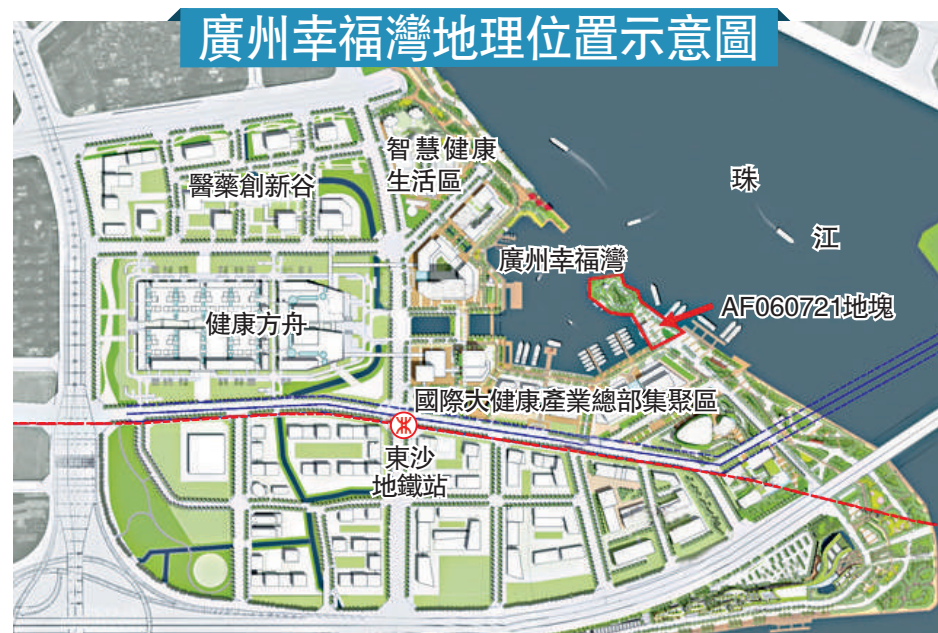 廣州幸福灣地理位置示意圖
智慧健康
生活區
醫藥創新谷
珠
江
廣州幸福灣
AF060721地塊
健康方舟
國際大健康產業總部集聚區
東沙
地鐵站